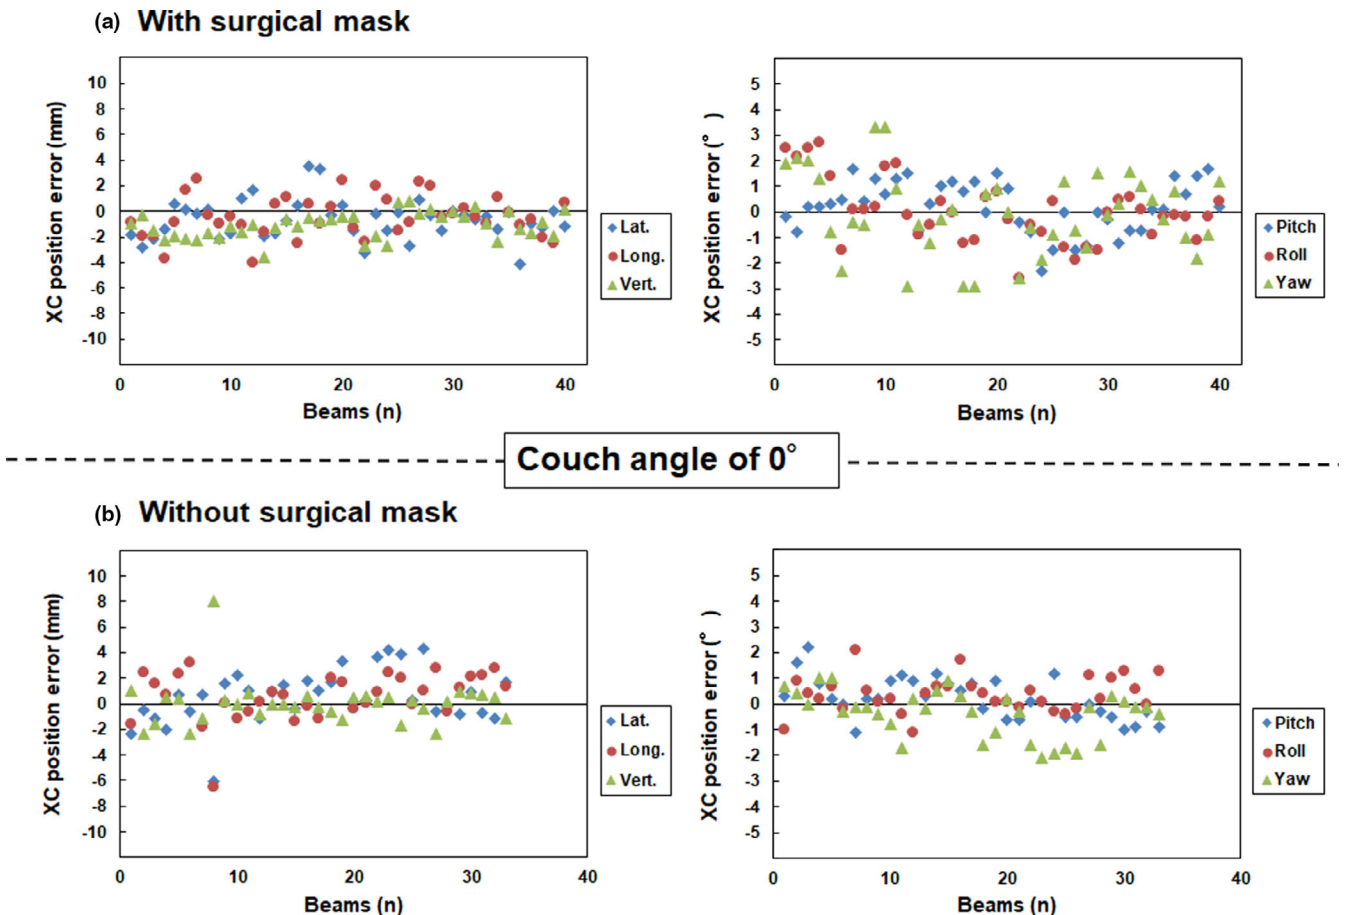 (a) With surgical mask
XC position error (mm)
10
8
6
4
2
0
-2
-4
-6
-8
-10
0 10 20 30 40
Beams (n)
Lat.
Long.
Vert.
XC position error (° )
5
4
3
2
1
0
-1
-2
-3
-4
-5
0 10 20 30 40
Beams (n)
Pitch
Roll
Yaw
Couch angle of 0°
(b) Without surgical mask
XC position error (mm)
10
8
6
4
2
0
-2
-4
-6
-8
-10
0 10 20 30 40
Beams (n)
Lat.
Long.
Vert.
XC position error (° )
5
4
3
2
1
0
-1
-2
-3
-4
-5
0 10 20 30 40
Beams (n)
Pitch
Roll
Yaw